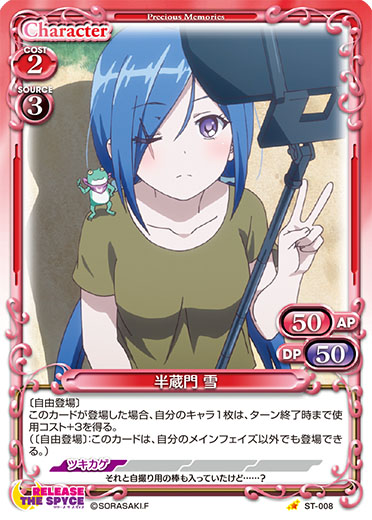 Precious Memories
Character
COST
2
SOURCE
3
50 AP
DP 50
半蔵門 雪
〔自由登場〕
このカードが登場した場合、自分のキャラ1枚は、ターン終了時まで使
用コスト+3を得る。
(〔自由登場〕：このカードは、自分のメインフェイズ以外でも登場でき
る。)
ツキカゲ
それと自撮り用の棒も入っていたけど……？
RELEASE
THE SPYCE
©SORASAKI.F
ST-008